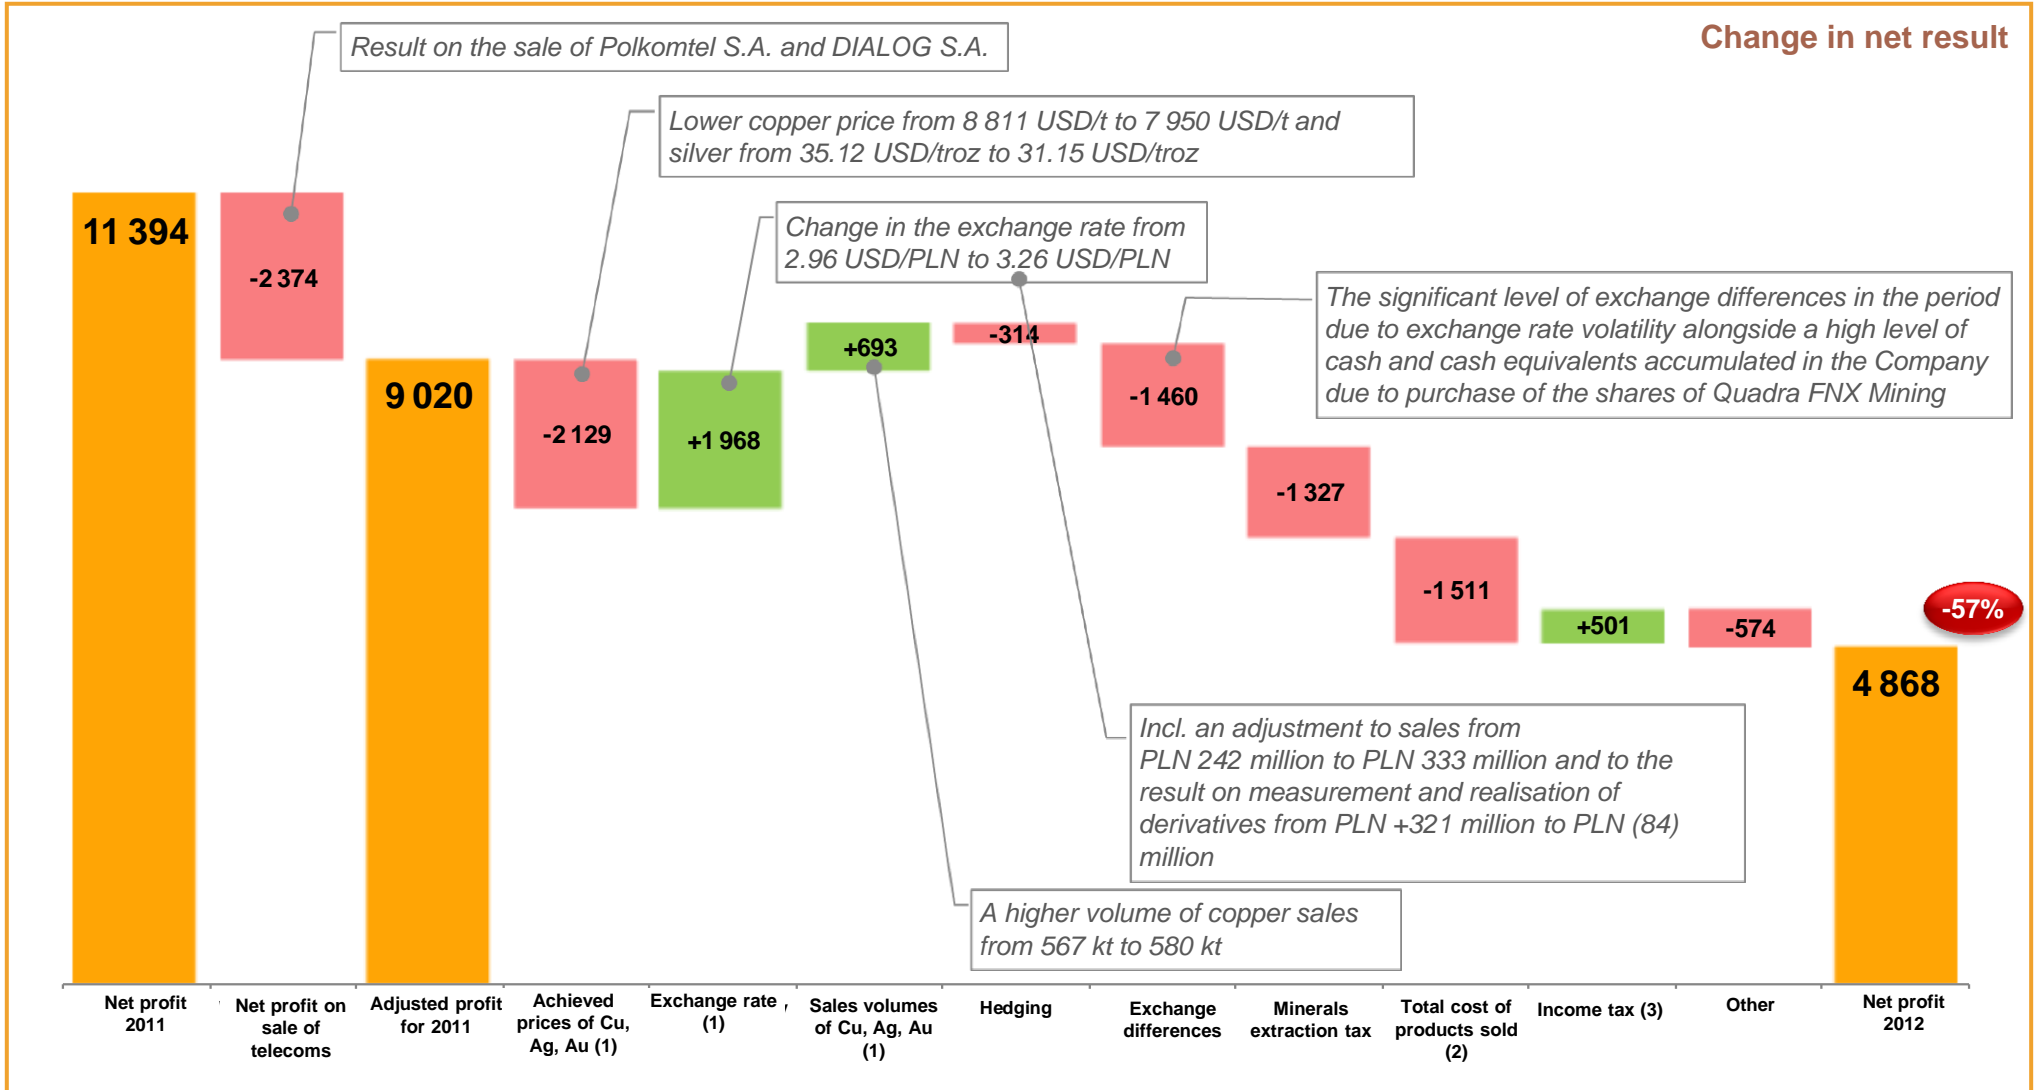 Change in net result
Result on the sale of Polkomtel S.A. and DIALOG S.A.
Lower copper price from 8 811 USD/t to 7 950 USD/t and
silver from 35.12 USD/troz to 31.15 USD/troz
Change in the exchange rate from
2.96 USD/PLN to 3.26 USD/PLN
The significant level of exchange differences in the period
due to exchange rate volatility alongside a high level of
cash and cash equivalents accumulated in the Company
due to purchase of the shares of Quadra FNX Mining
11 394
-2 374
9 020
-2 129
+1 968
+693
-314
-1 460
-1 327
-1 511
+501
-574
-57%
4 868
Incl. an adjustment to sales from
PLN 242 million to PLN 333 million and to the
result on measurement and realisation of
derivatives from PLN +321 million to PLN (84)
million
A higher volume of copper sales
from 567 kt to 580 kt
Net profit
2011
Net profit on
sale of
telecoms
Adjusted profit
for 2011
Achieved
prices of Cu,
Ag, Au (1)
Exchange rate
(1)
Sales volumes
of Cu, Ag, Au
(1)
Hedging
Exchange
differences
Minerals
extraction tax
Total cost of
products sold
(2)
Income tax (3)
Other
Net profit
2012